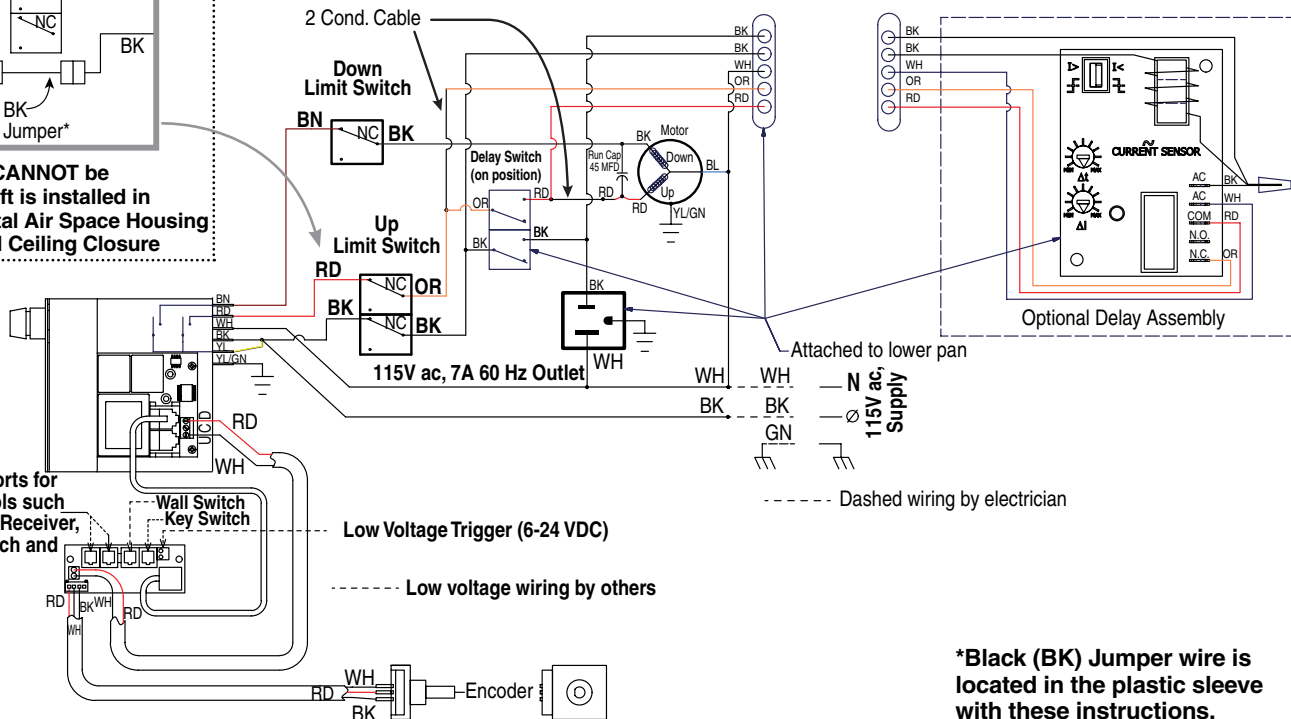 NC
BK
BK
Jumper*
CANNOT be
ft is installed in
tal Air Space Housing
l Ceiling Closure
2 Cond. Cable
Down
Limit Switch
BN
NC
BK
Delay Switch
(on position)
OR
RD
BK
BK
Run Cap
45 MFD
RD
BK
Motor
Down
Up
RD
BL
YL/GN
BK
BK
WH
OR
RD
Up
Limit Switch
RD
NC
OR
BK
NC
BK
BK
WH
115V ac, 7A 60 Hz Outlet
BN
RD
WH
BK
YL
YL/GN
UCD
RD
WH
WH
WH
N
BK
BK
Ø
GN
115V ac,
Supply
Attached to lower pan
Dashed wiring by electrician
BK
BK
WH
OR
RD
I>
I<
CURRENT SENSOR
MIN
MAX
Δt
MIN
MAX
ΔI
AC
BK
AC
WH
COM
RD
N.O.
N.C.
OR
Optional Delay Assembly
orts for
ols such
Receiver,
ch and
Wall Switch
Key Switch
Low Voltage Trigger (6-24 VDC)
Low voltage wiring by others
RD
BK
WH
RD
WH
WH
RD
BK
Encoder
*Black (BK) Jumper wire is
located in the plastic sleeve
with these instructions.